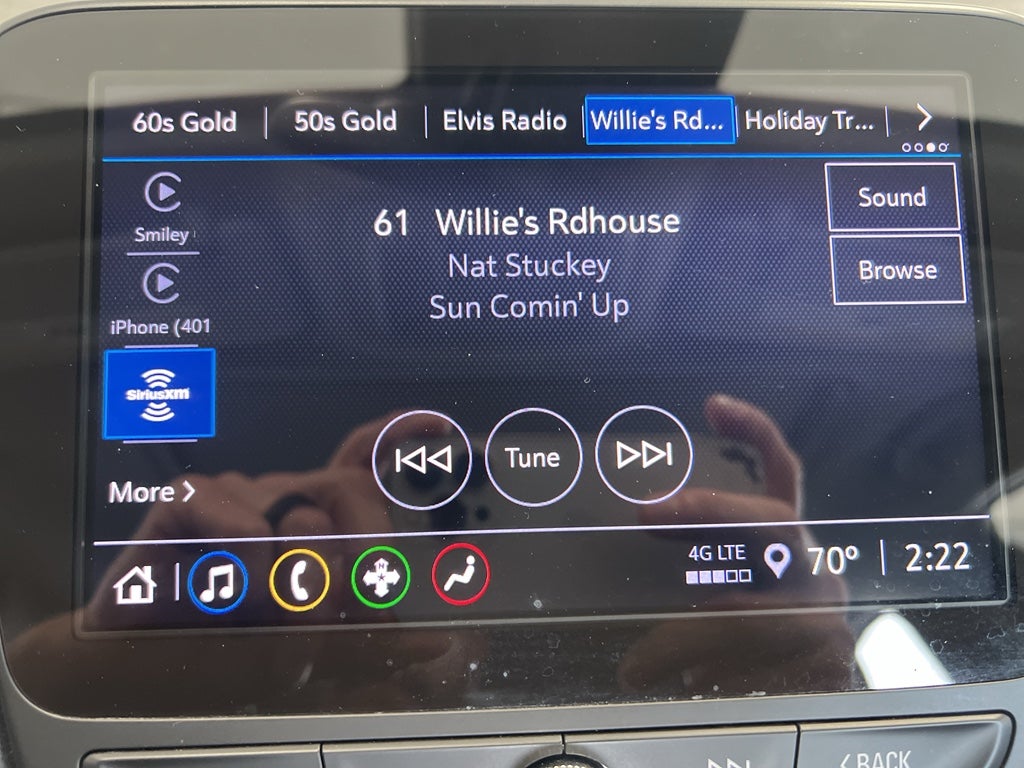 60s Gold
50s Gold
Elvis Radio
Willie's Rd...
Holiday Tr...
Smiley
iPhone (401
SiriusXM
More
61 Willie's Rdhouse
Nat Stuckey
Sun Comin' Up
Sound
Browse
Tune
N
4G LTE
70°
2:22
BACK